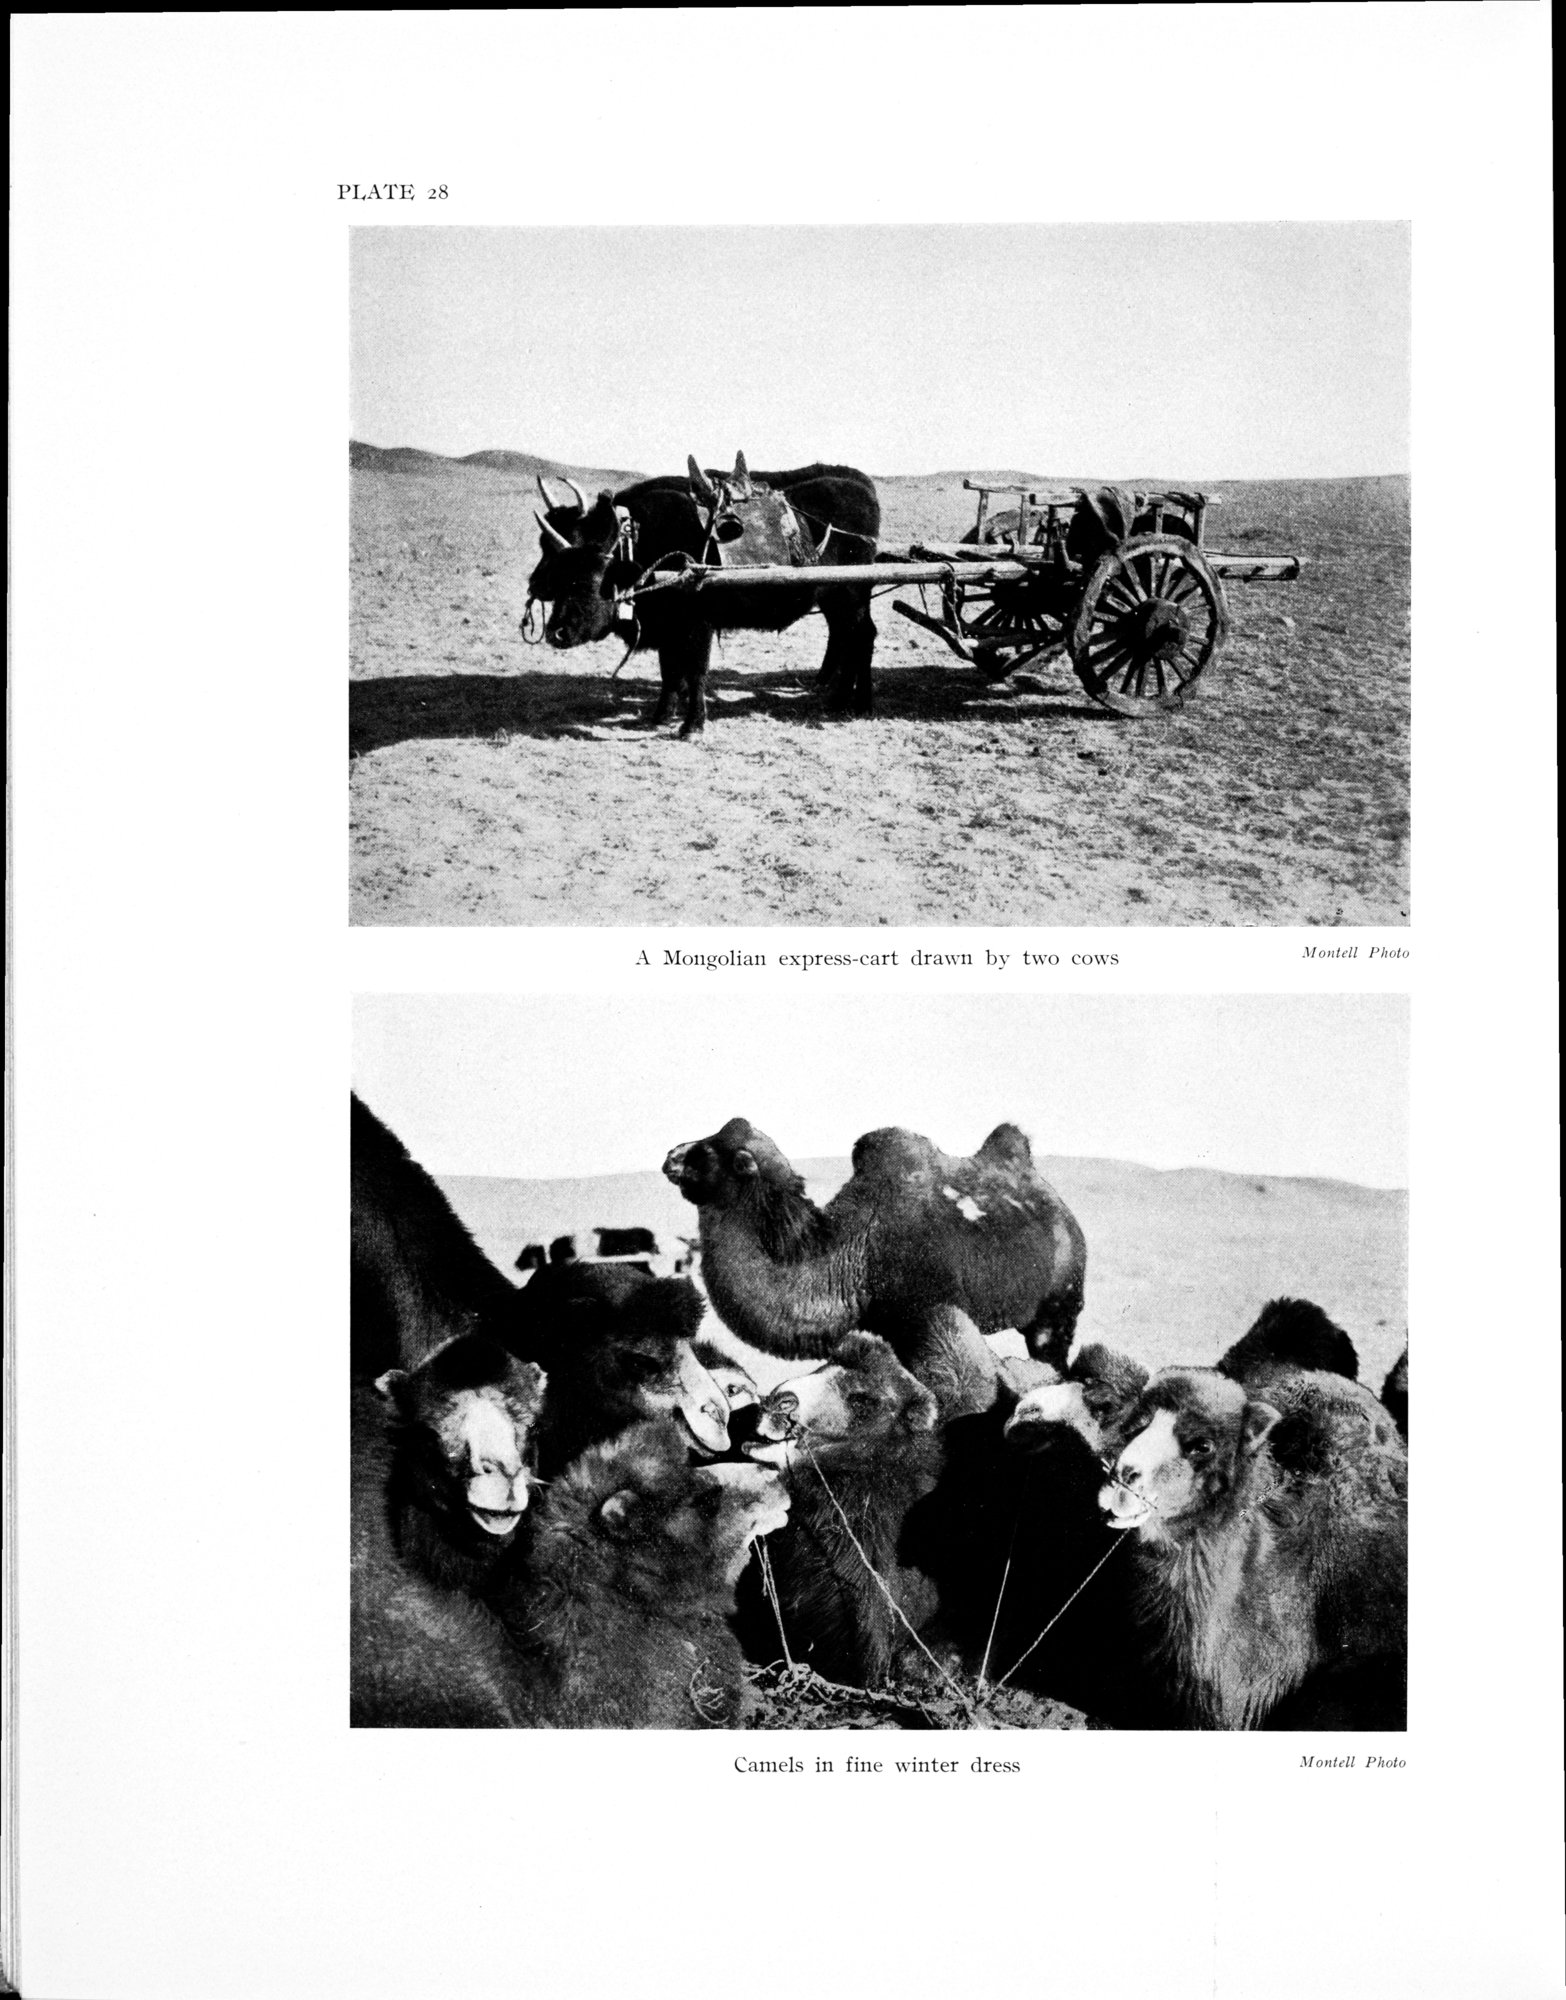 PLATE 28
A Mongolian express-cart drawn by two cows
Montell Photo
Camels in fine winter dress
Montell Photo